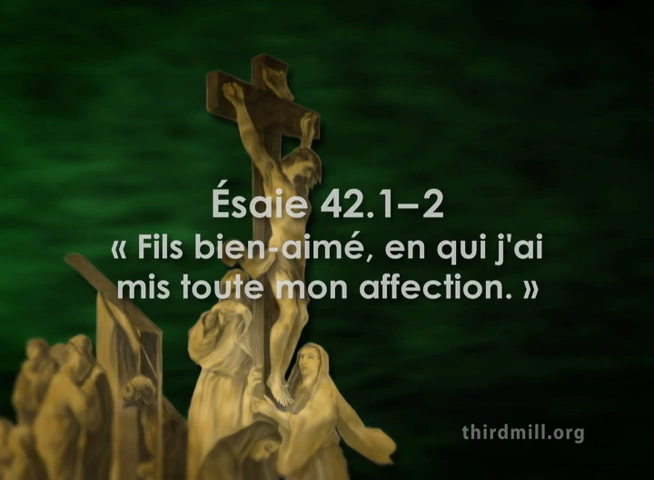 Ésaie 42.1–2
« Fils bien-aimé, en qui j'ai
mis toute mon affection. »
thirdmill.org